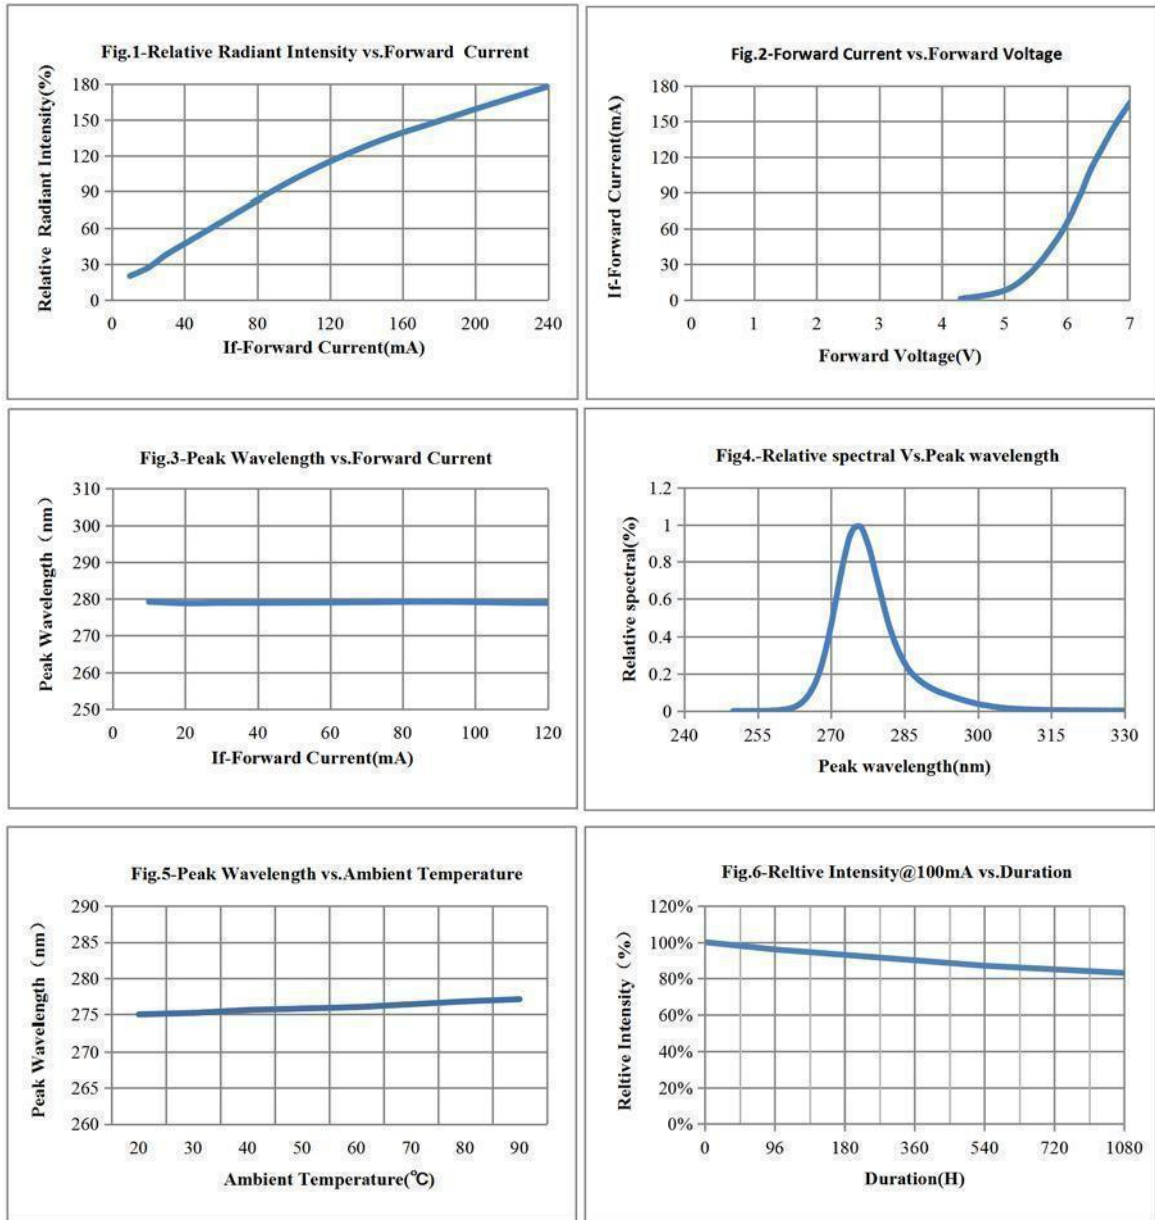 Fig.1-Relative Radiant Intensity vs.Forward  Current
Relative Radiant Intensity(%)
180
150
120
90
60
30
0
0 40 80 120 160 200 240
If-Forward Current(mA)
Fig.2-Forward Current vs.Forward Voltage
If-Forward Current(mA)
180
150
120
90
60
30
0
0 1 2 3 4 5 6 7
Forward Voltage(V)
Fig.3-Peak Wavelength vs.Forward Current
Peak Wavelength（nm）
310
300
290
280
270
260
250
0 20 40 60 80 100 120
If-Forward Current(mA)
Fig4.-Relative spectral Vs.Peak wavelength
Relative spectral(%)
1.2
1
0.8
0.6
0.4
0.2
0
240 255 270 285 300 315 330
Peak wavelength(nm)
Fig.5-Peak Wavelength vs.Ambient Temperature
Peak Wavelength（nm）
290
285
280
275
270
265
260
20 30 40 50 60 70 80 90
Ambient Temperature(℃)
Fig.6-Reltive Intensity@100mA vs.Duration
Reltive Intensity（%）
120%
100%
80%
60%
40%
20%
0%
0 96 180 360 540 720 1080
Duration(H)